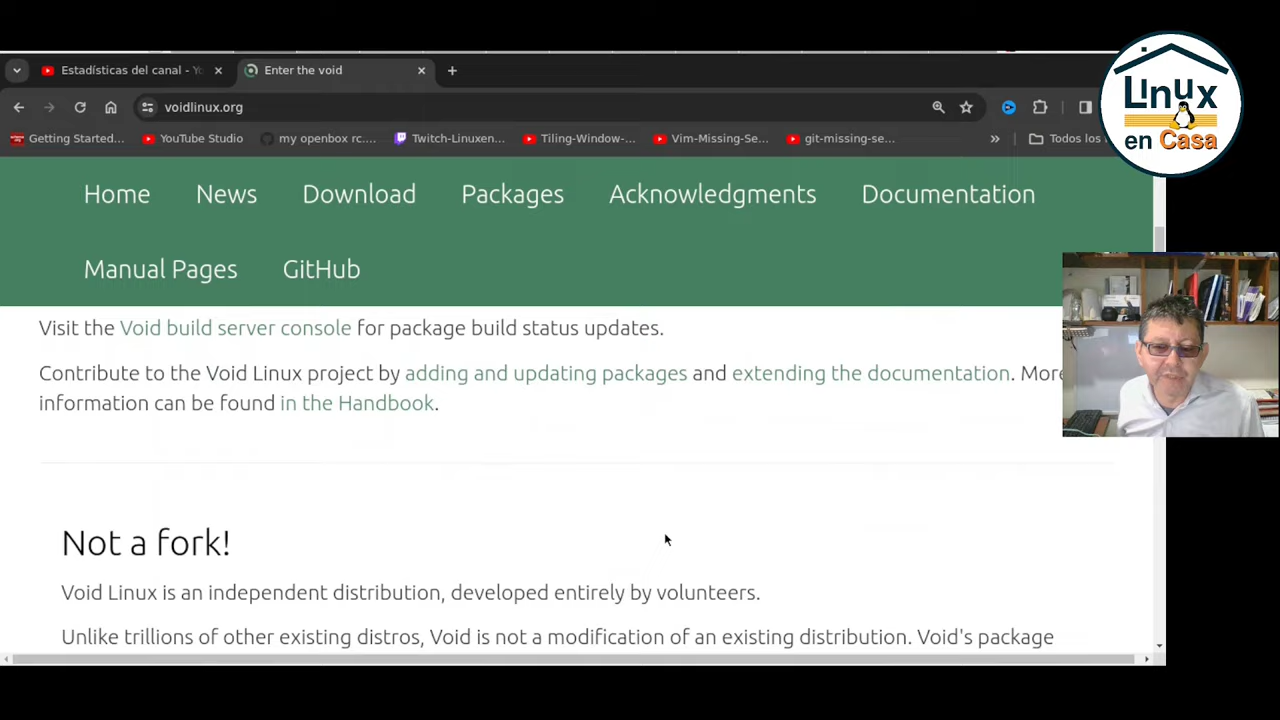 Estadísticas del canal - Yo
Enter the void
voidlinux.org
Getting Started...
YouTube Studio
my openbox rc....
Twitch-Linuxen...
Tiling-Window-...
Vim-Missing-Se...
git-missing-se...
»
Todos los
Linux
en Casa
Home
News
Download
Packages
Acknowledgments
Documentation
Manual Pages
GitHub
Visit the Void build server console for package build status updates.
Contribute to the Void Linux project by adding and updating packages and extending the documentation. More
information can be found in the Handbook.
Not a fork!
Void Linux is an independent distribution, developed entirely by volunteers.
Unlike trillions of other existing distros, Void is not a modification of an existing distribution. Void's package